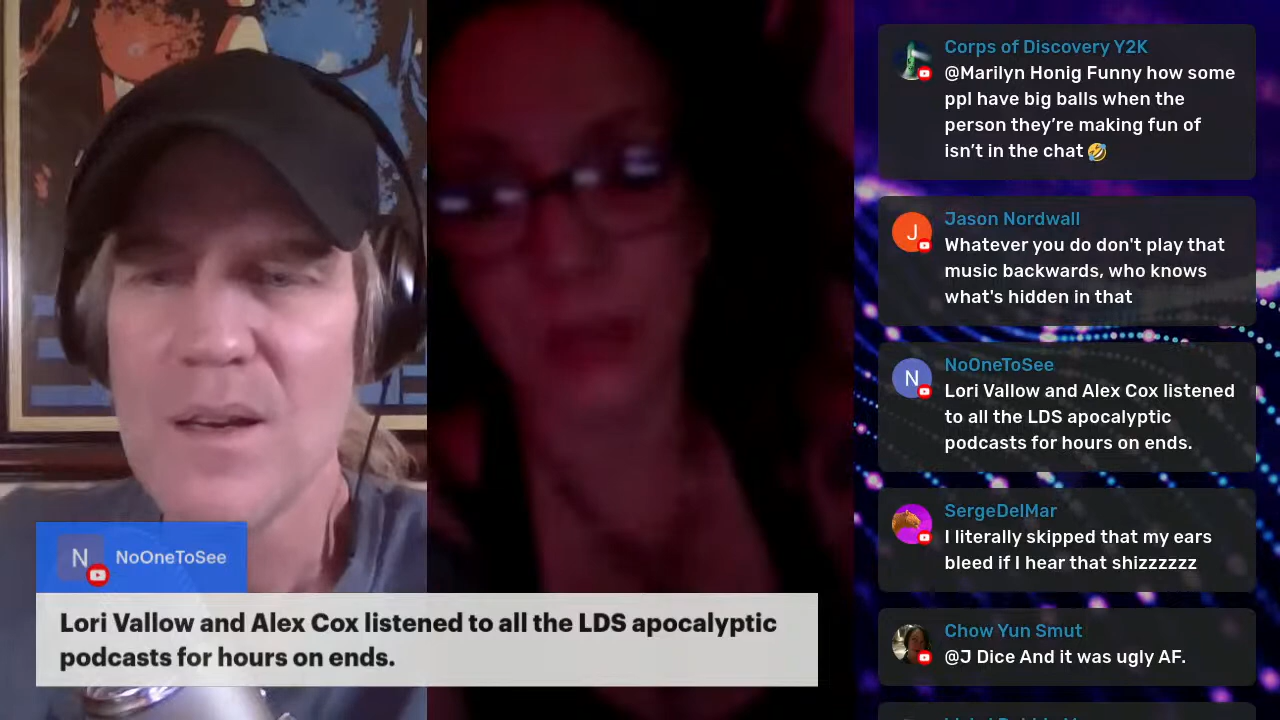 N
NoOneToSee
Lori Vallow and Alex Cox listened to all the LDS apocalyptic
podcasts for hours on ends.
Corps of Discovery Y2K
@Marilyn Honig Funny how some
ppl have big balls when the
person they’re making fun of
isn’t in the chat 🤣
J
Jason Nordwall
Whatever you do don't play that
music backwards, who knows
what's hidden in that
N
NoOneToSee
Lori Vallow and Alex Cox listened
to all the LDS apocalyptic
podcasts for hours on ends.
SergeDelMar
I literally skipped that my ears
bleed if I hear that shizzzzzz
Chow Yun Smut
@J Dice And it was ugly AF.